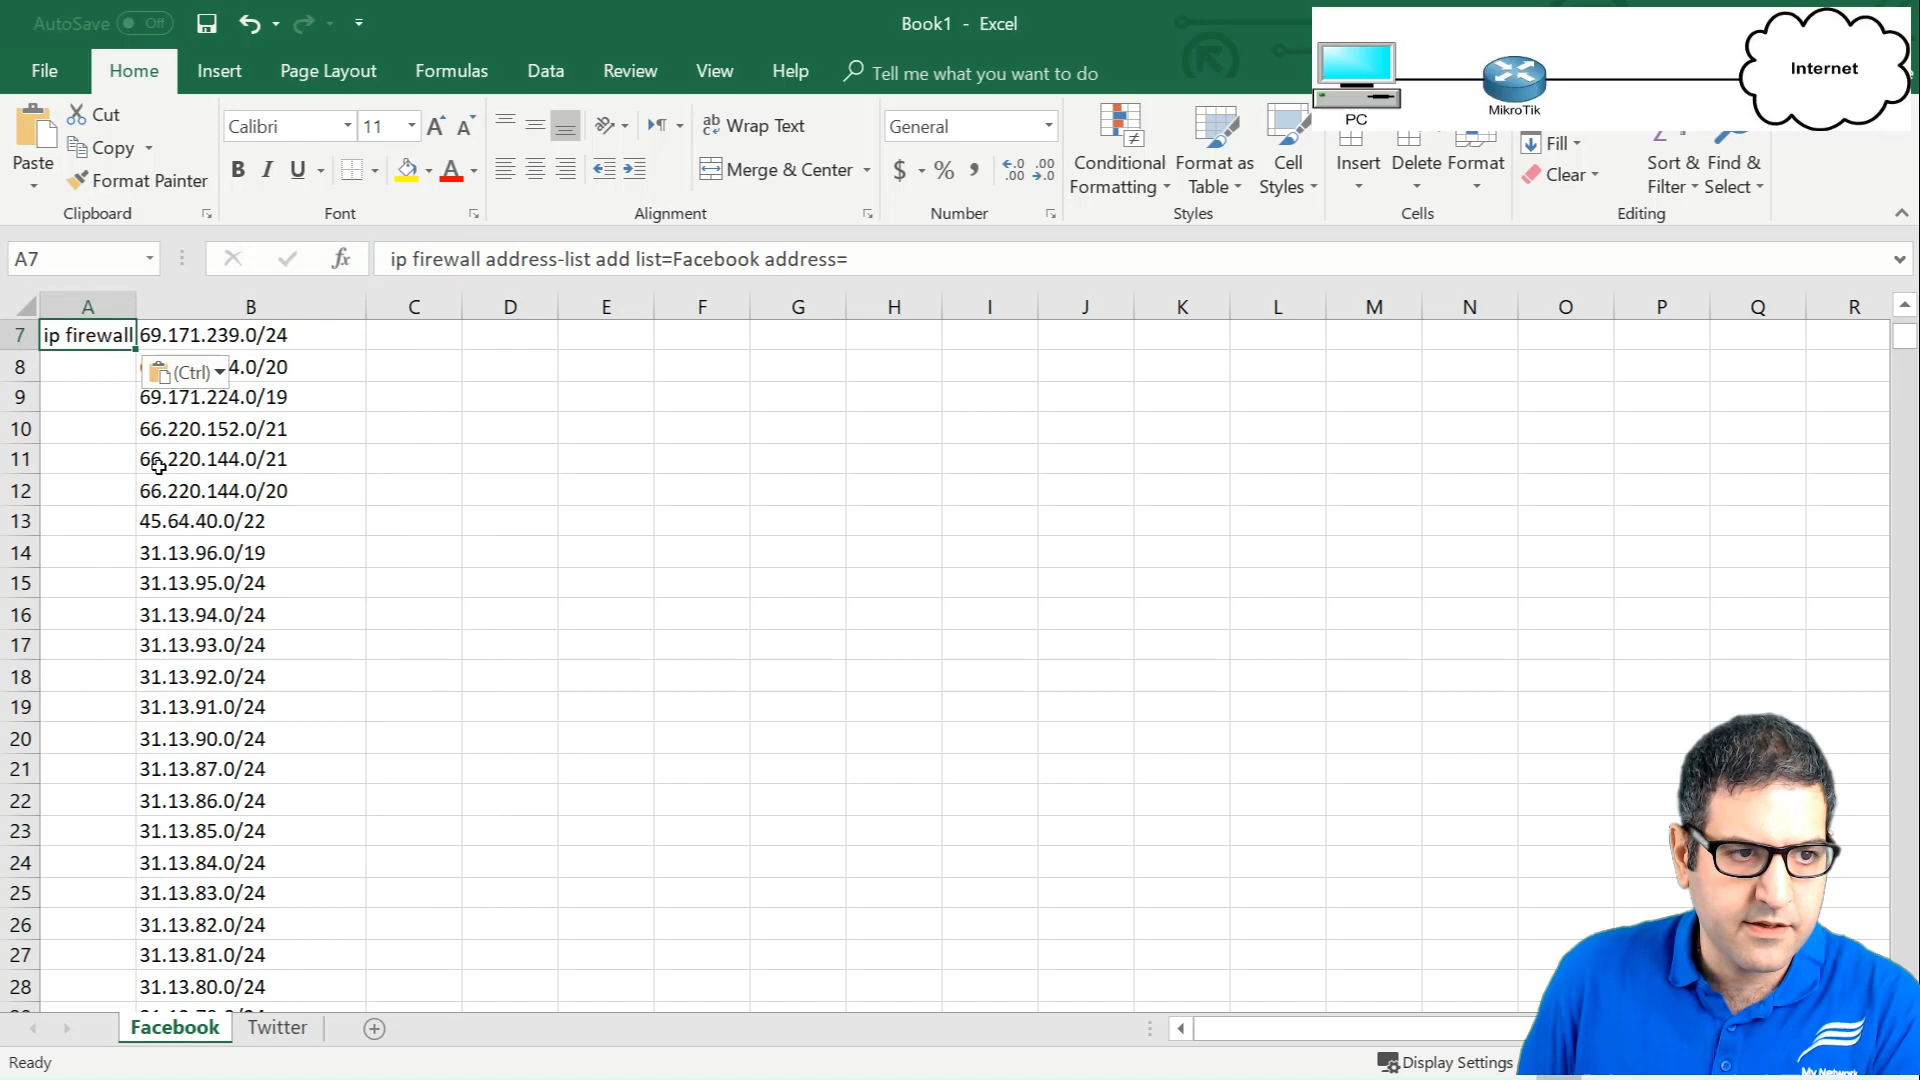 AutoSave Off
Book1 - Excel
File Home Insert Page Layout Formulas Data Review View Help Tell me what you want to do
Paste
Cut
Copy
Format Painter
Clipboard
Calibri 11
B I U
Font
Wrap Text
Merge & Center
Alignment
General
$ % ,
Number
Conditional Formatting
Format as Table
Cell Styles
Styles
Insert Delete Format
Cells
Fill
Clear
Sort & Filter
Find & Select
Editing
PC
MikroTik
Internet
A7
fx
ip firewall address-list add list=Facebook address=
A B C D E F G H I J K L M N O P Q R
7 ip firewall 69.171.239.0/24
8 (Ctrl) 4.0/20
9 69.171.224.0/19
10 66.220.152.0/21
11 66.220.144.0/21
12 66.220.144.0/20
13 45.64.40.0/22
14 31.13.96.0/19
15 31.13.95.0/24
16 31.13.94.0/24
17 31.13.93.0/24
18 31.13.92.0/24
19 31.13.91.0/24
20 31.13.90.0/24
21 31.13.87.0/24
22 31.13.86.0/24
23 31.13.85.0/24
24 31.13.84.0/24
25 31.13.83.0/24
26 31.13.82.0/24
27 31.13.81.0/24
28 31.13.80.0/24
Facebook Twitter
Ready
Display Settings
My Network